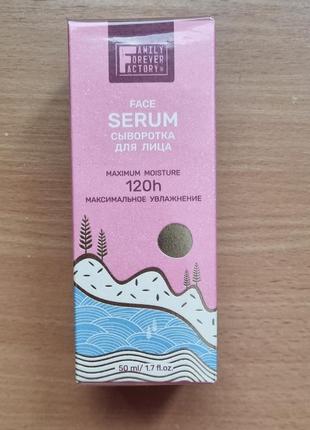 FAMILY
FOREVER
FACTORY®
FACE
SERUM
СЫВОРОТКА
ДЛЯ ЛИЦА
MAXIMUM MOISTURE
120h
МАКСИМАЛЬНОЕ УВЛАЖНЕНИЕ
50 ml/ 1.7 fl.oz.